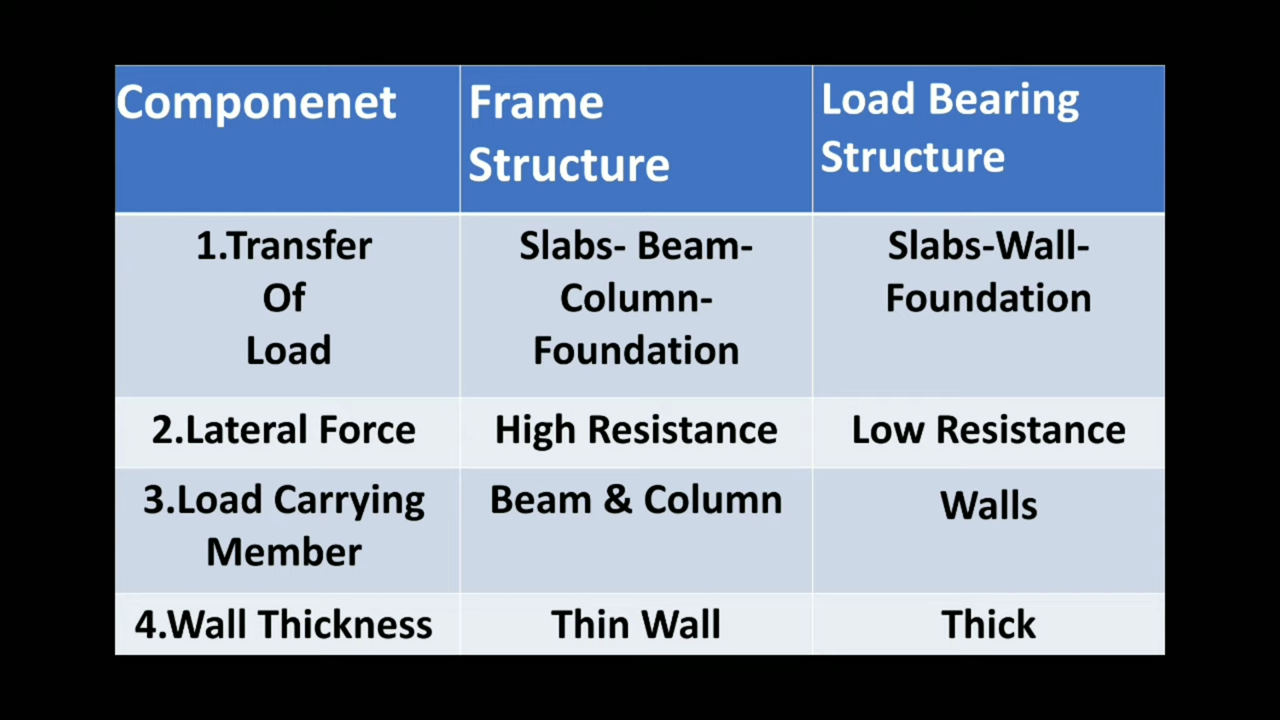 Componenet
Frame
Structure
Load Bearing
Structure
1.Transfer
Of
Load
Slabs- Beam-
Column-
Foundation
Slabs-Wall-
Foundation
2.Lateral Force
High Resistance
Low Resistance
3.Load Carrying
Member
Beam & Column
Walls
4.Wall Thickness
Thin Wall
Thick